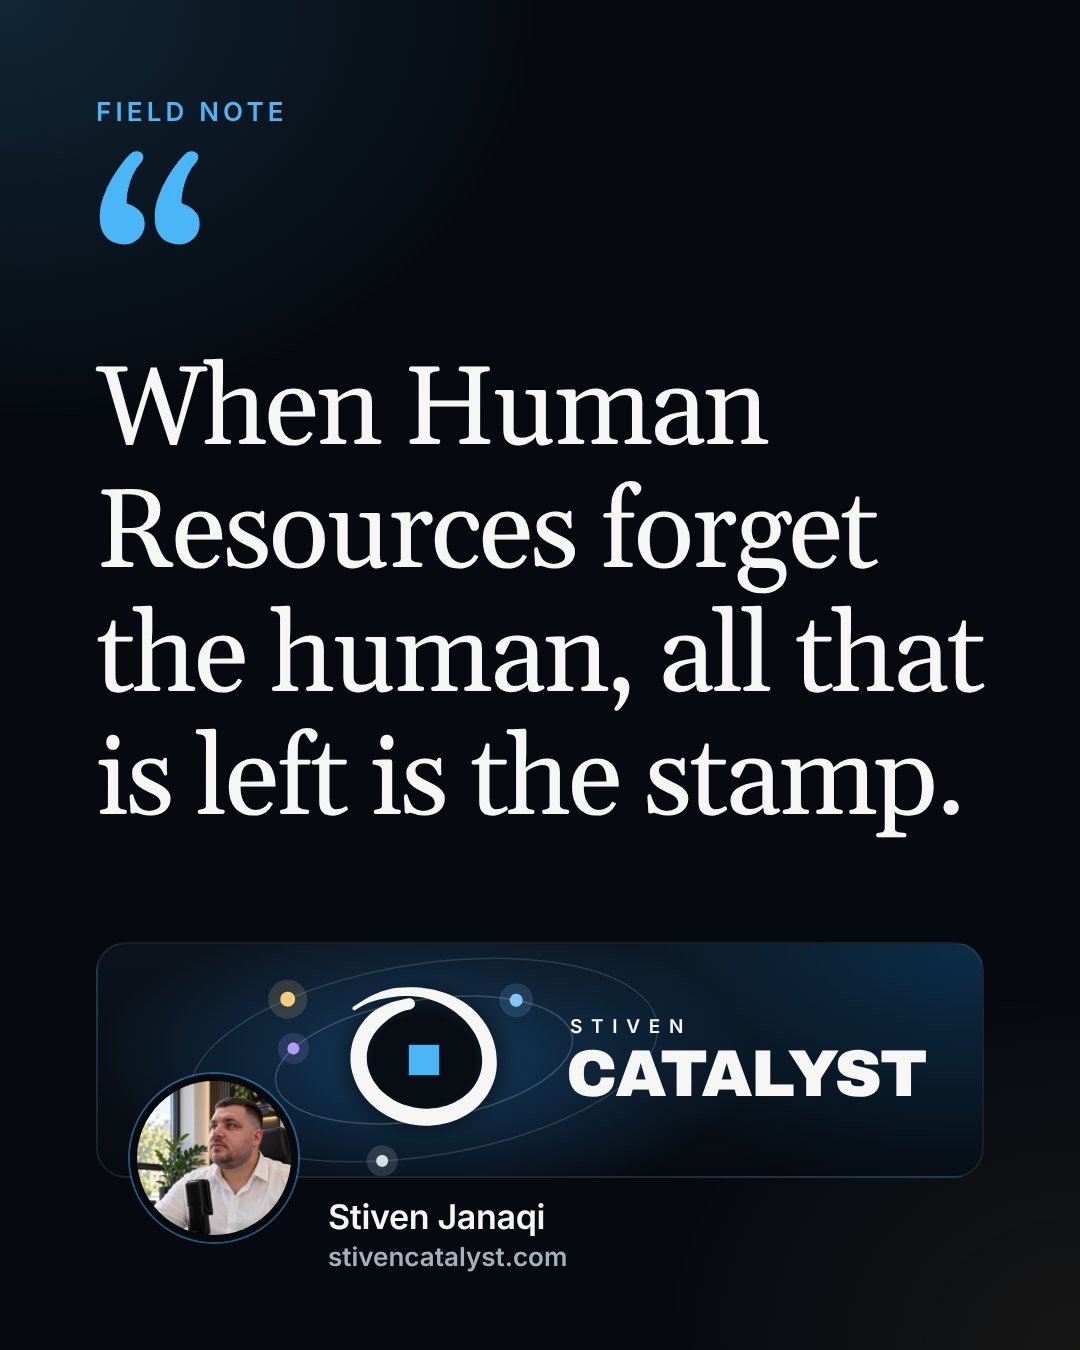 FIELD NOTE
“
When Human
Resources forget
the human, all that
is left is the stamp.
STIVEN
CATALYST
Stiven Janaqi
stivencatalyst.com